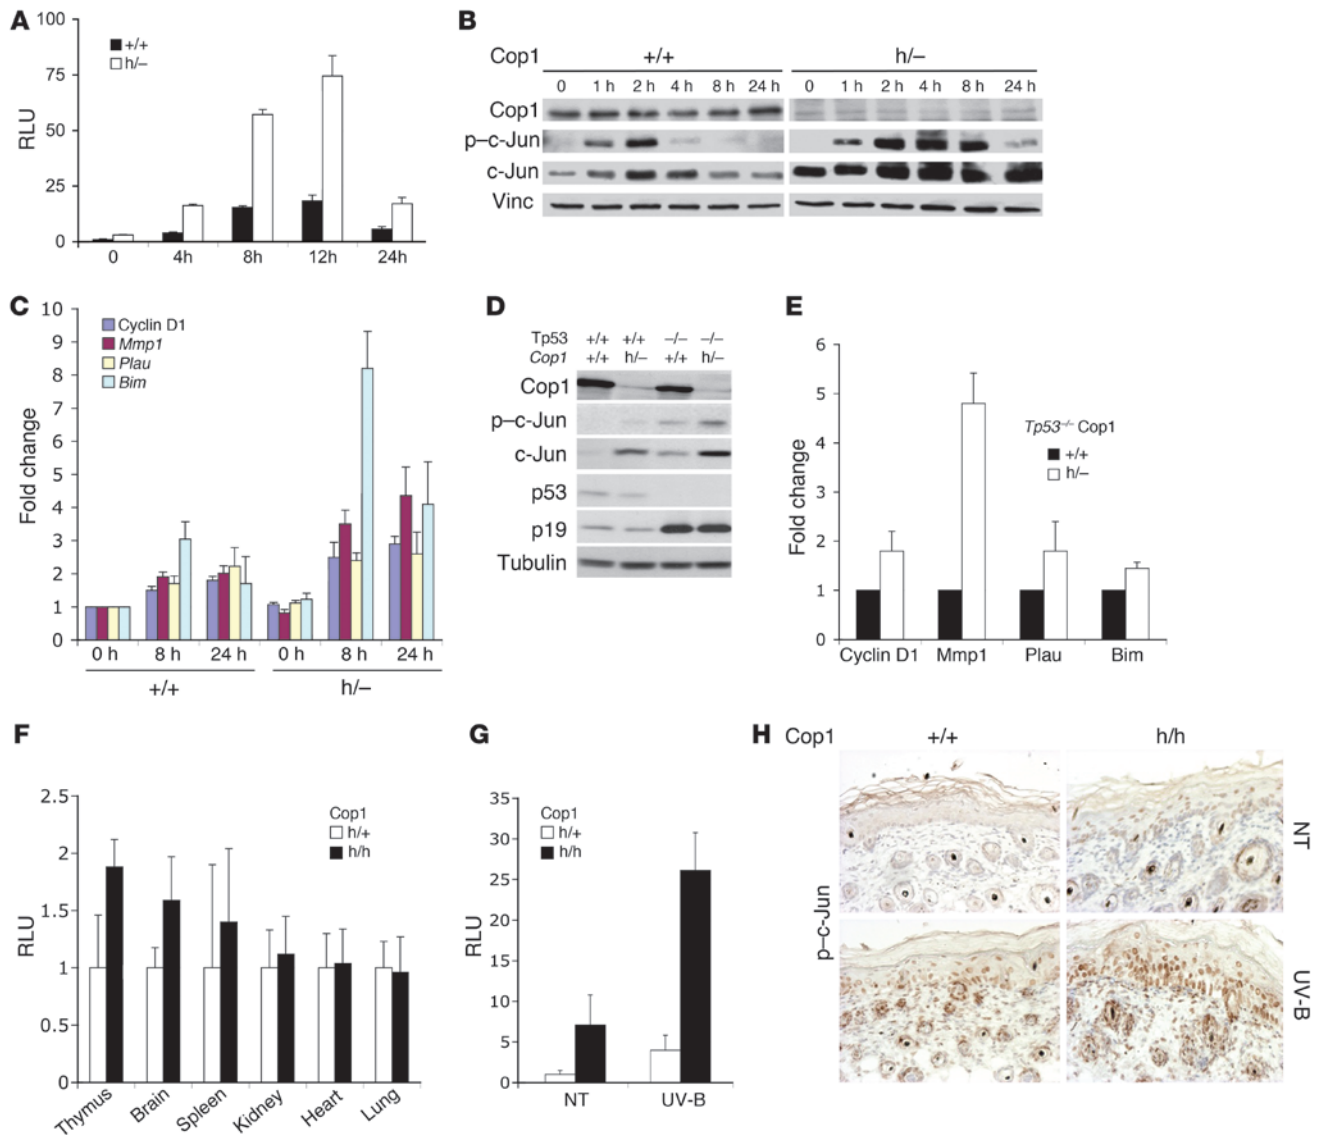 A
100
75
50
25
0
RLU
+/+
h/–
0 4h 8h 12h 24h
B
Cop1 +/+ h/–
0 1 h 2 h 4 h 8 h 24 h 0 1 h 2 h 4 h 8 h 24 h
Cop1
p–c-Jun
c-Jun
Vinc
C
10
9
8
7
6
5
4
3
2
1
0
Fold change
Cyclin D1
Mmp1
Plau
Bim
0 h 8 h 24 h 0 h 8 h 24 h
+/+ h/–
D
Tp53 +/+ +/+ –/– –/–
Cop1 +/+ h/– +/+ h/–
Cop1
p–c-Jun
c-Jun
p53
p19
Tubulin
E
6
5
4
3
2
1
0
Fold change
Tp53–/– Cop1
+/+
h/–
Cyclin D1 Mmp1 Plau Bim
F
2.5
2
1.5
1
0.5
0
RLU
Cop1
h/+
h/h
Thymus Brain Spleen Kidney Heart Lung
G
35
30
25
20
15
10
5
0
RLU
Cop1
h/+
h/h
NT UV-B
H
Cop1 +/+ h/h
p–c-Jun
NT
UV-B